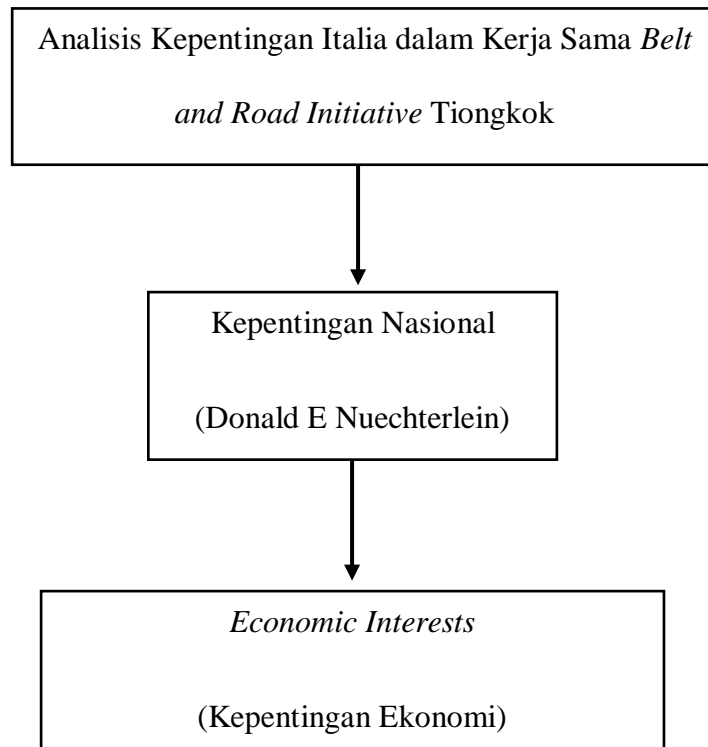 Analisis Kepentingan Italia dalam Kerja Sama Belt
and Road Initiative Tiongkok
Kepentingan Nasional
(Donald E Nuechterlein)
Economic Interests
(Kepentingan Ekonomi)